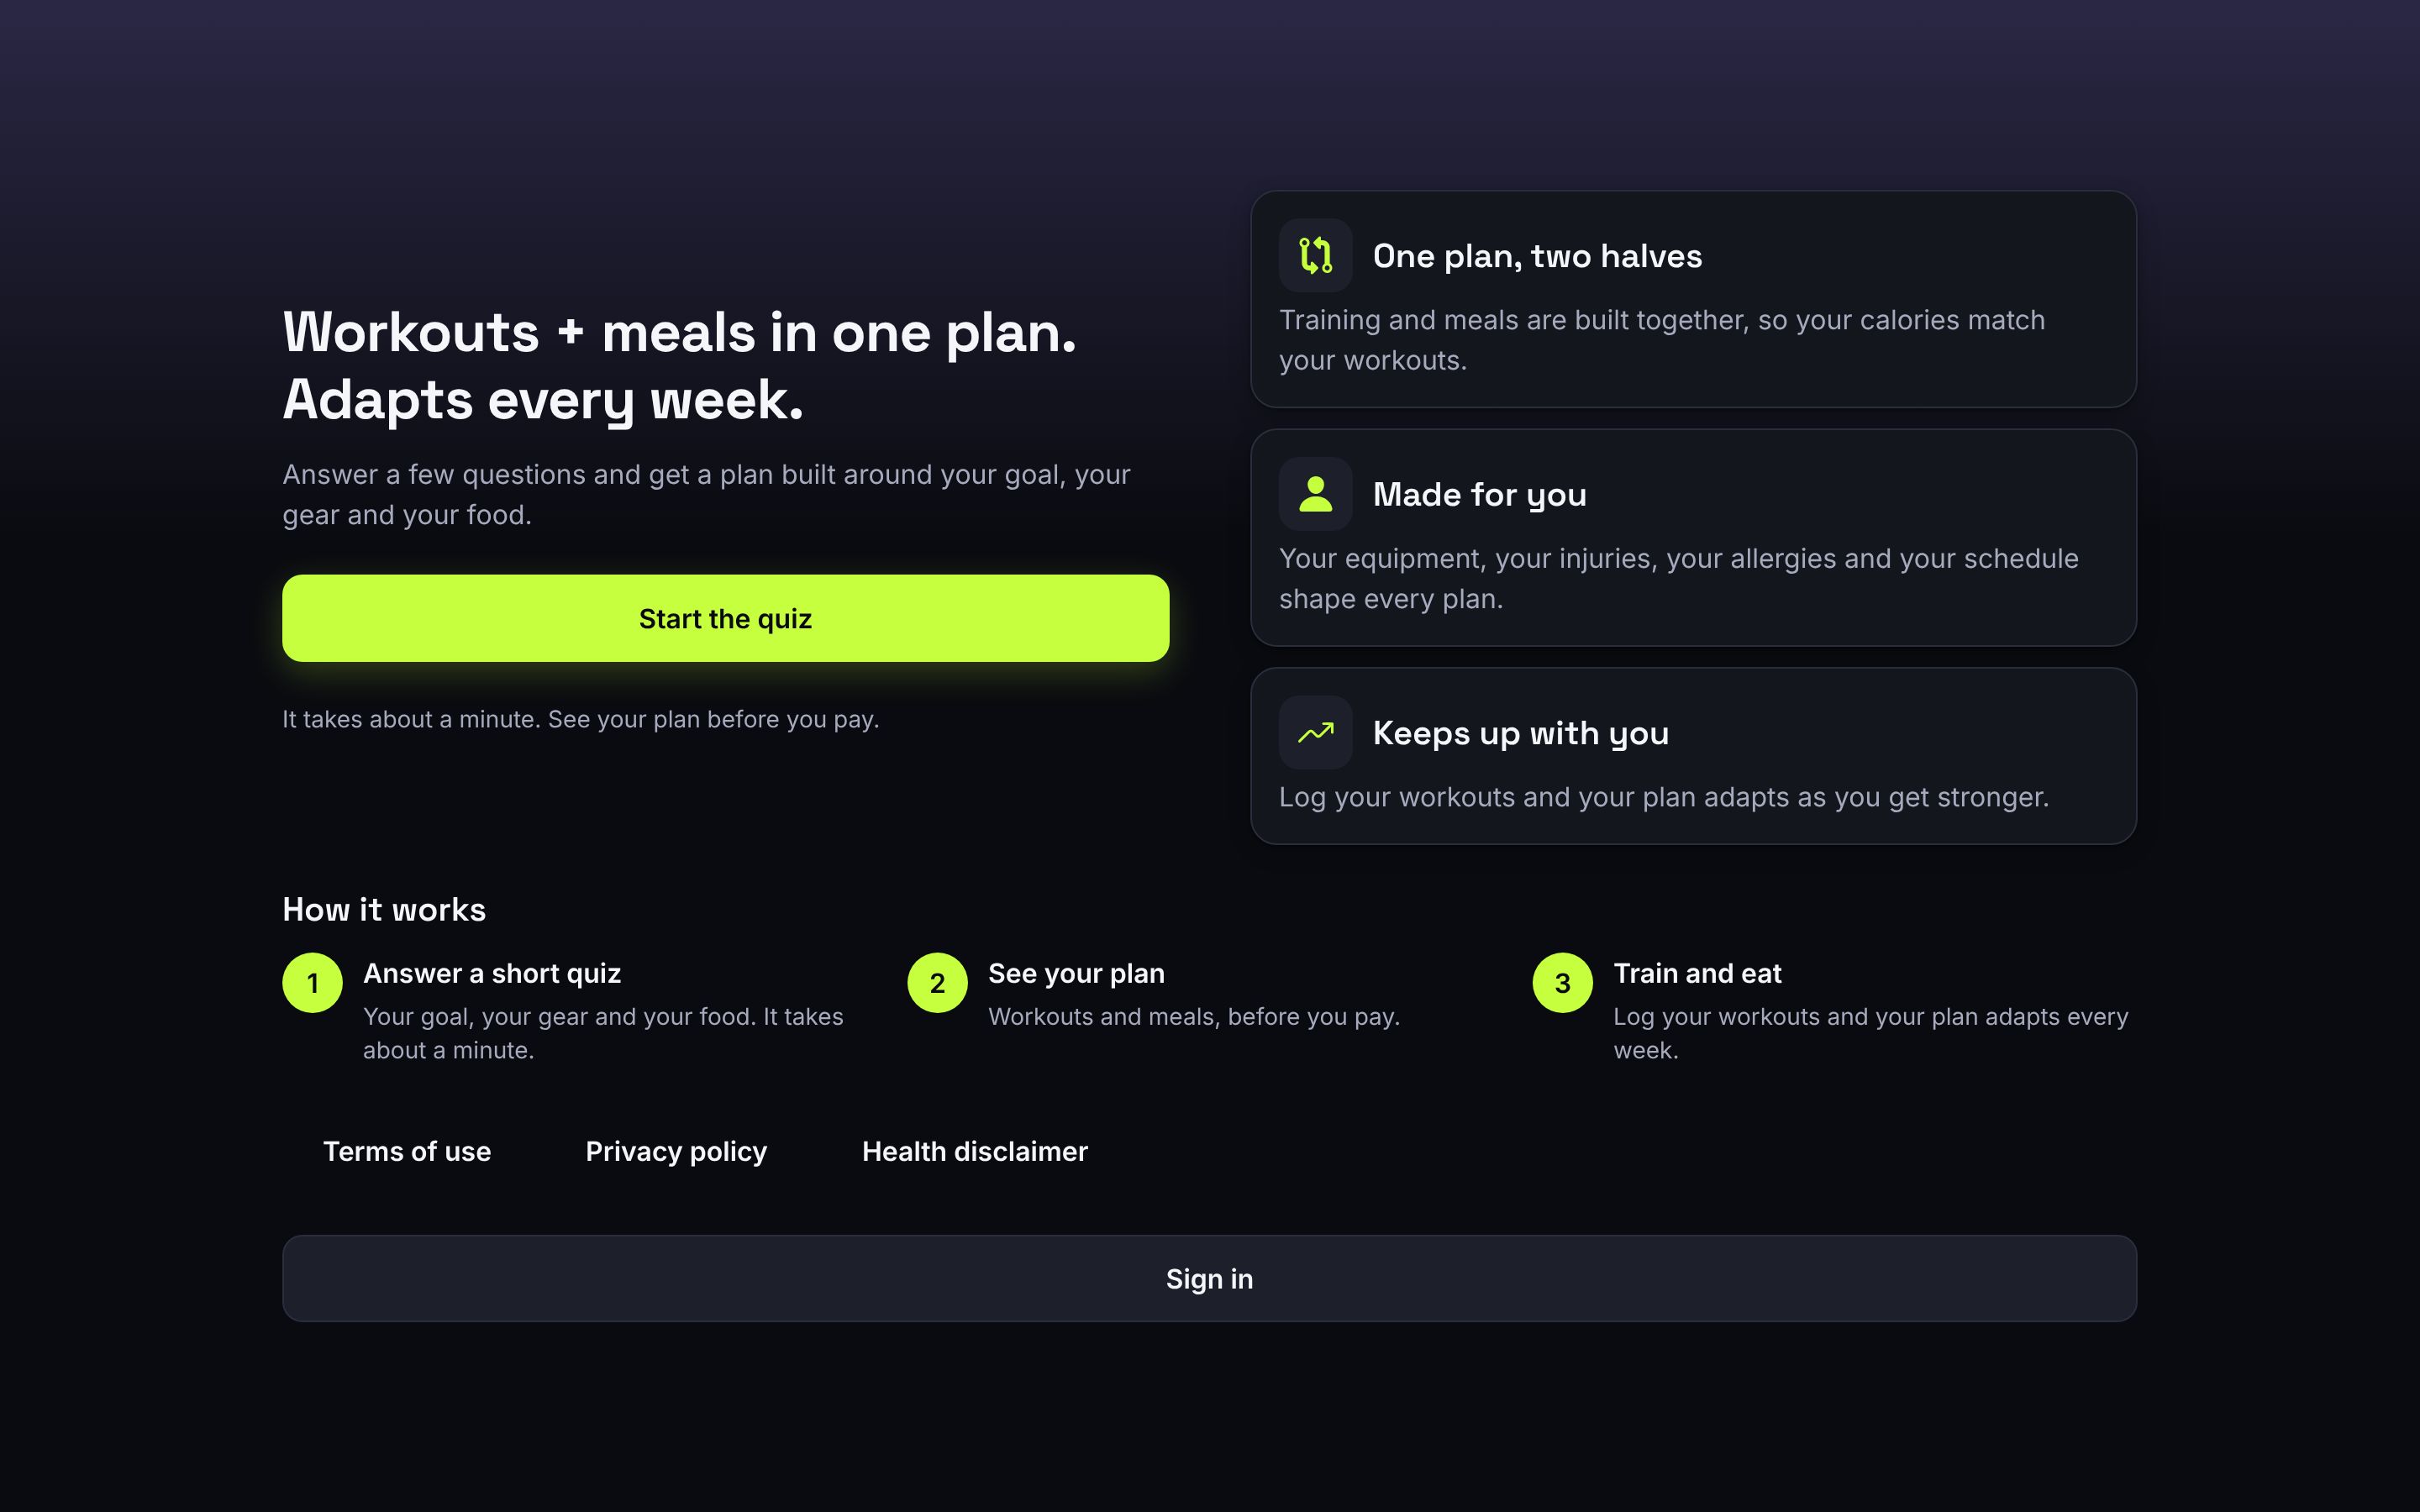 Workouts + meals in one plan.
Adapts every week.
Answer a few questions and get a plan built around your goal, your
gear and your food.
Start the quiz
It takes about a minute. See your plan before you pay.
One plan, two halves
Training and meals are built together, so your calories match
your workouts.
Made for you
Your equipment, your injuries, your allergies and your schedule
shape every plan.
Keeps up with you
Log your workouts and your plan adapts as you get stronger.
How it works
1
Answer a short quiz
Your goal, your gear and your food. It takes
about a minute.
2
See your plan
Workouts and meals, before you pay.
3
Train and eat
Log your workouts and your plan adapts every
week.
Terms of use
Privacy policy
Health disclaimer
Sign in